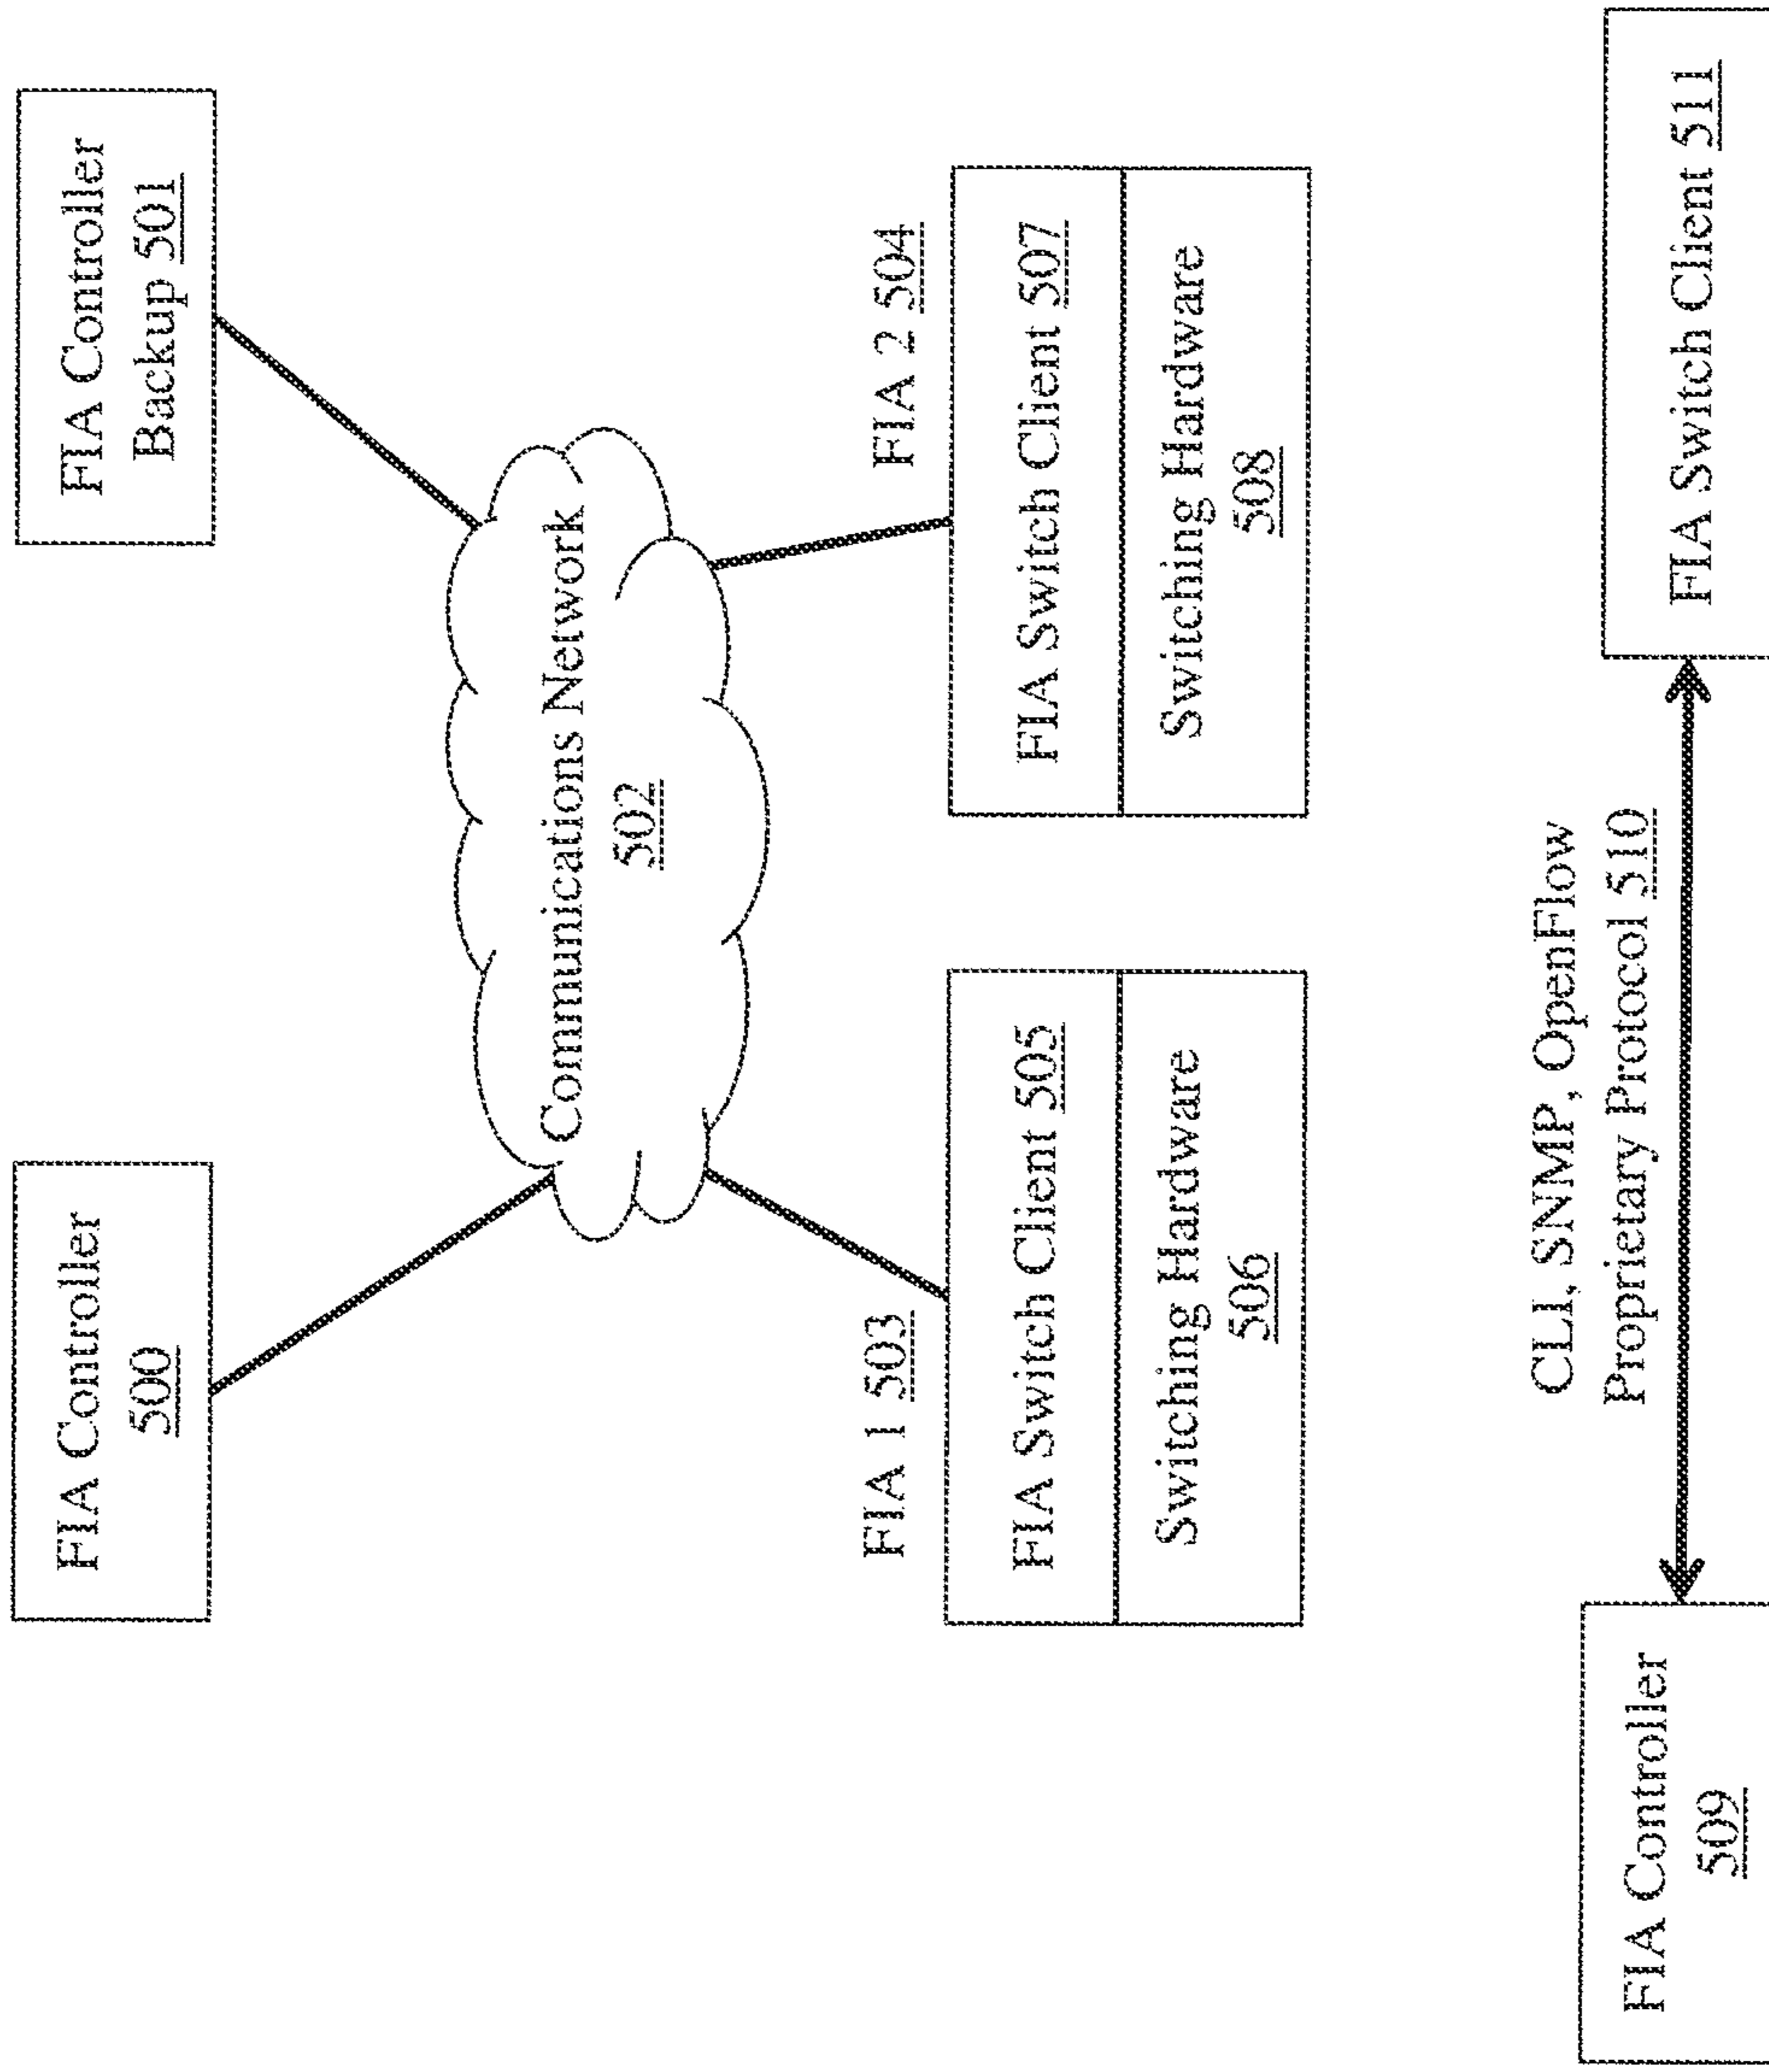 FIA Controller
500
FIA Controller
Backup 501
Communications Network
502
FIA 1 503
FIA 2 504
FIA Switch Client 505
Switching Hardware
506
FIA Switch Client 507
Switching Hardware
508
FIA Controller
509
CLI, SNMP, OpenFlow
Proprietary Protocol 510
FIA Switch Client 511